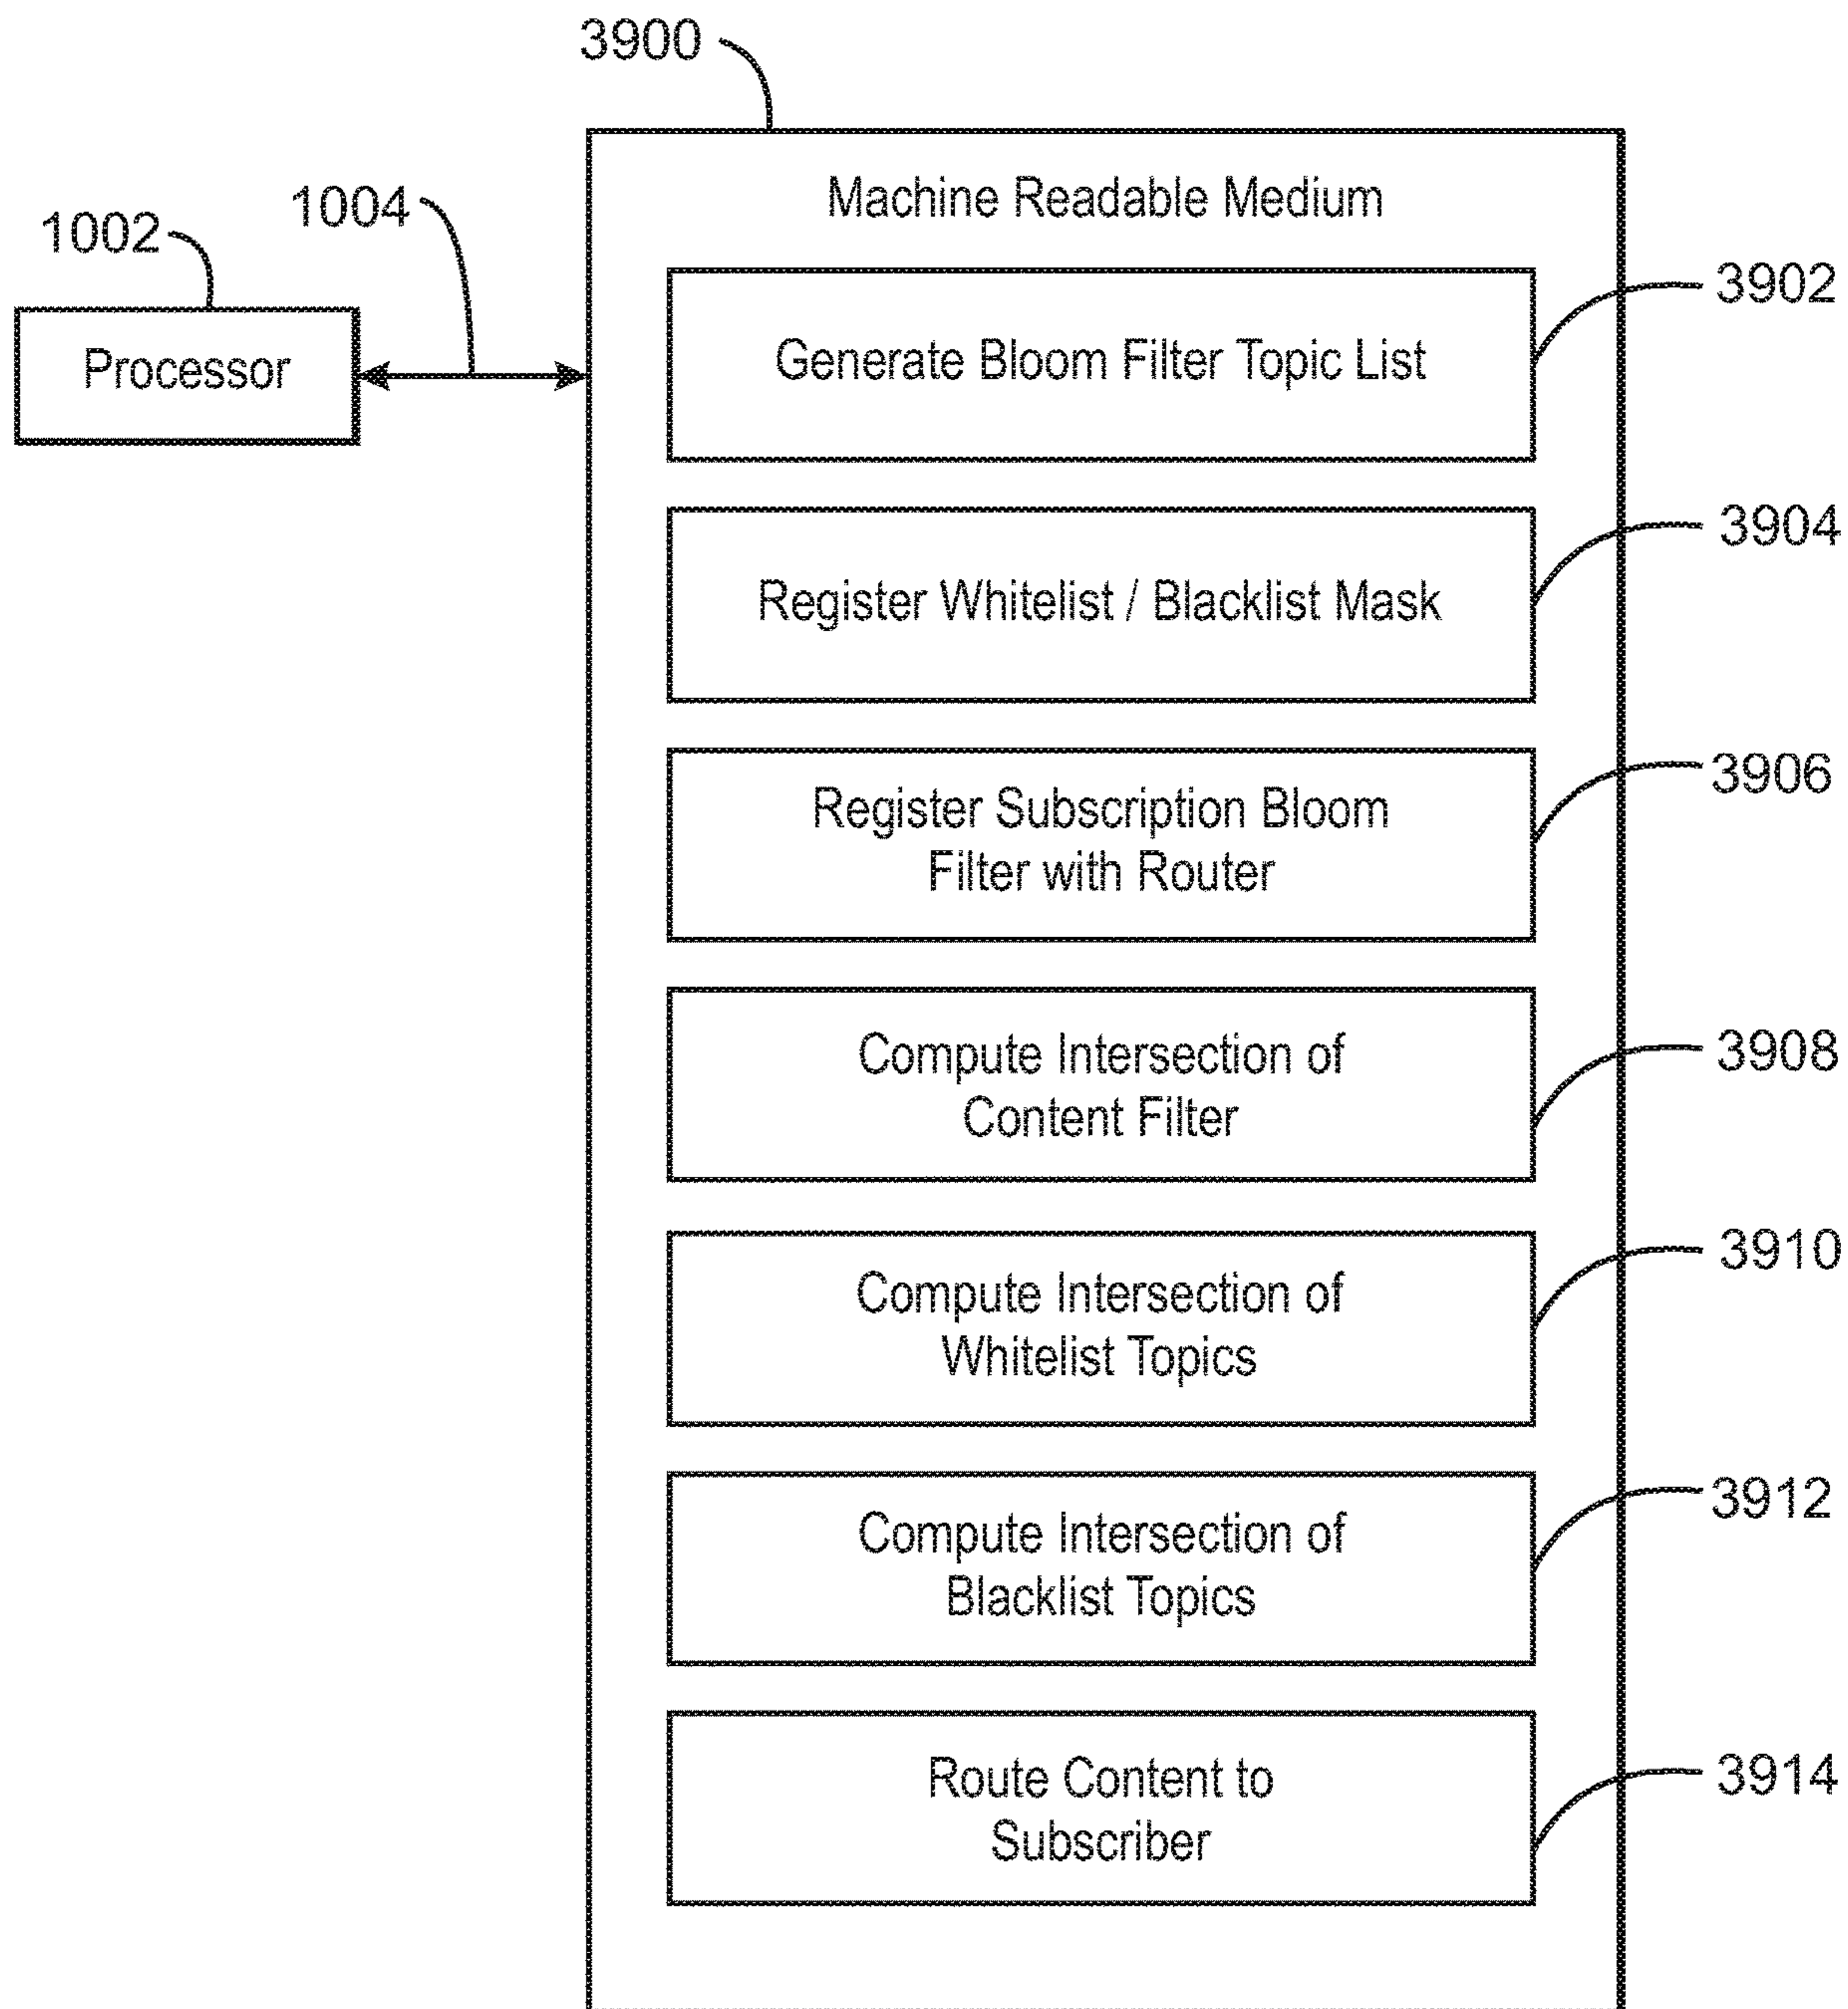 3900
Machine Readable Medium
1004
1002
3902
Processor
Generate Bloom Filter Topic List
3904
Register Whitelist / Blacklist Mask
3906
Register Subscription Bloom
Filter with Router
3908
Compute Intersection of
Content Filter
3910
Compute Intersection of
Whitelist Topics
3912
Compute Intersection of
Blacklist Topics
3914
Route Content to
Subscriber